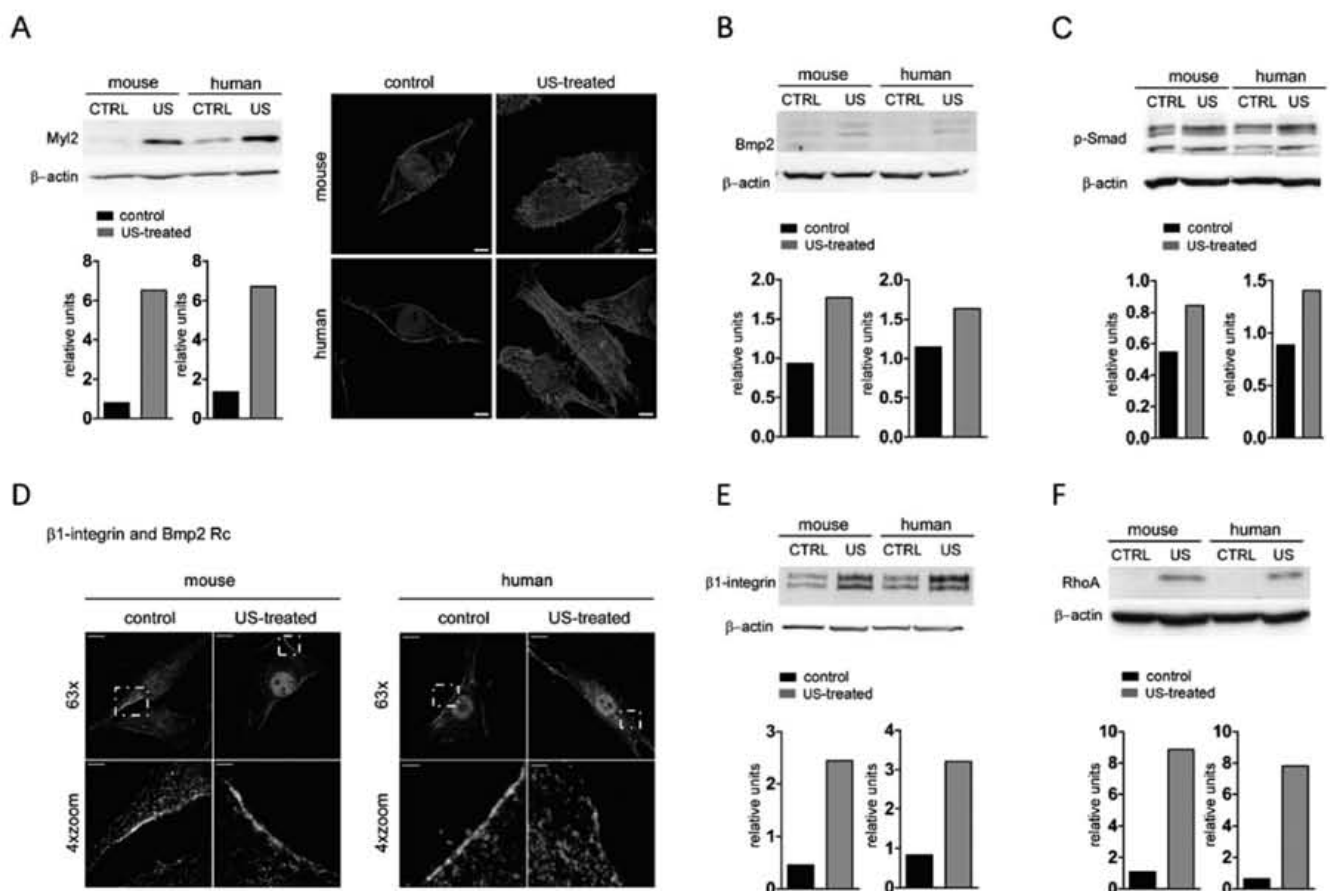 A
mouse human
CTRL US CTRL US
Myl2
β-actin
control
US-treated
relative units
8
6
4
2
0
relative units
8
6
4
2
0
control US-treated
mouse
human
B
mouse human
CTRL US CTRL US
Bmp2
β-actin
control
US-treated
relative units
2.0
1.5
1.0
0.5
0.0
relative units
2.0
1.5
1.0
0.5
0.0
C
mouse human
CTRL US CTRL US
p-Smad
β-actin
control
US-treated
relative units
1.0
0.8
0.6
0.4
0.2
0.0
relative units
1.5
1.0
0.5
0.0
D
β1-integrin and Bmp2 Rc
mouse human
control US-treated control US-treated
63x
4xzoom
63x
4xzoom
E
mouse human
CTRL US CTRL US
β1-integrin
β-actin
control
US-treated
relative units
3
2
1
0
relative units
4
3
2
1
0
F
mouse human
CTRL US CTRL US
RhoA
β-actin
control
US-treated
relative units
10
8
6
4
2
0
relative units
10
8
6
4
2
0